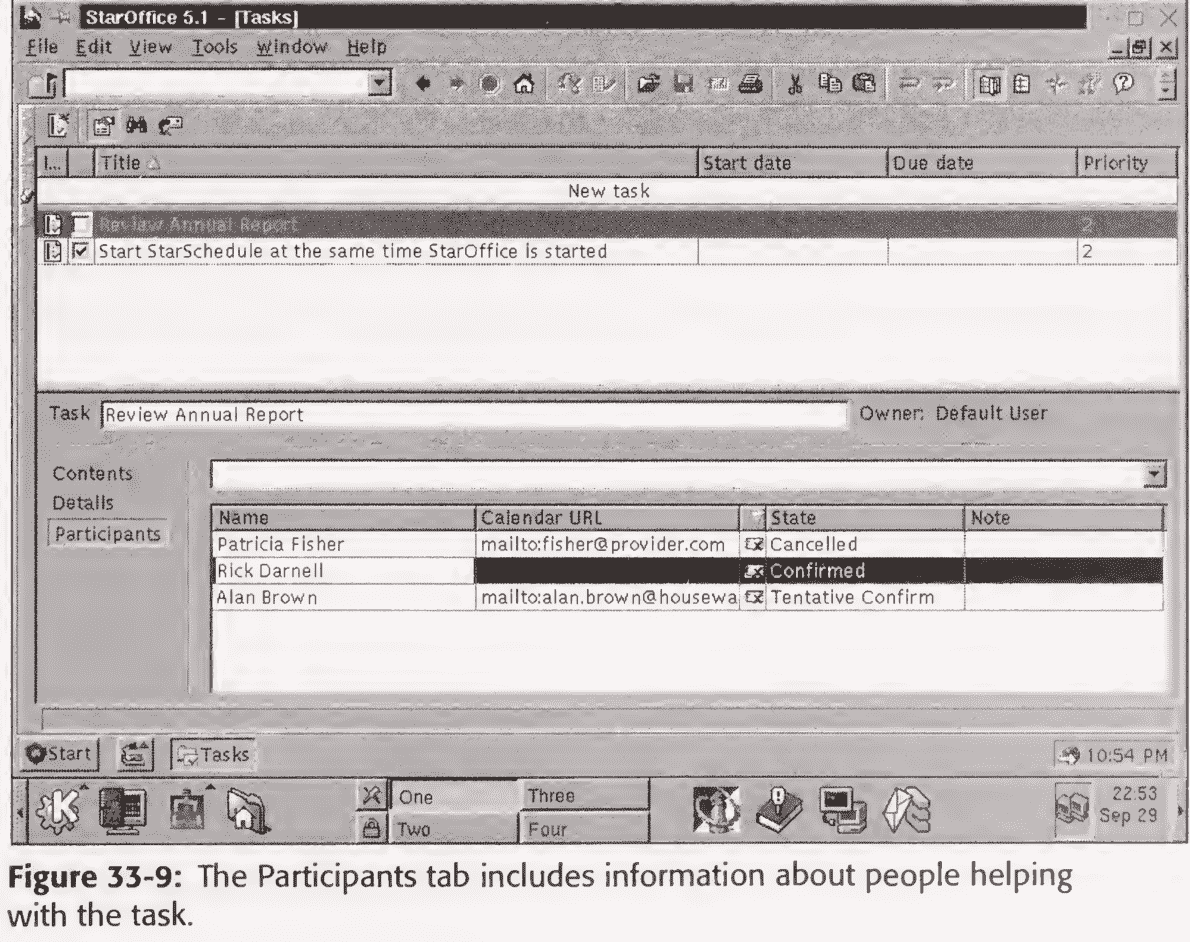 StarOffice 5.1 - [Tasks]
File Edit View Tools Window Help
I... Title Start date Due date Priority
New task
Review Annual Report 2
Start StarSchedule at the same time StarOffice is started 2
Task Review Annual Report Owner: Default User
Contents
Details
Participants
Name Calendar URL State Note
Patricia Fisher mailto:fisher@provider.com Cancelled
Rick Darnell Confirmed
Alan Brown mailto:alan.brown@housewa Tentative Confirm
Start Tasks 10:54 PM
One Three 22:53
Two Four Sep 29
Figure 33-9: The Participants tab includes information about people helping
with the task.